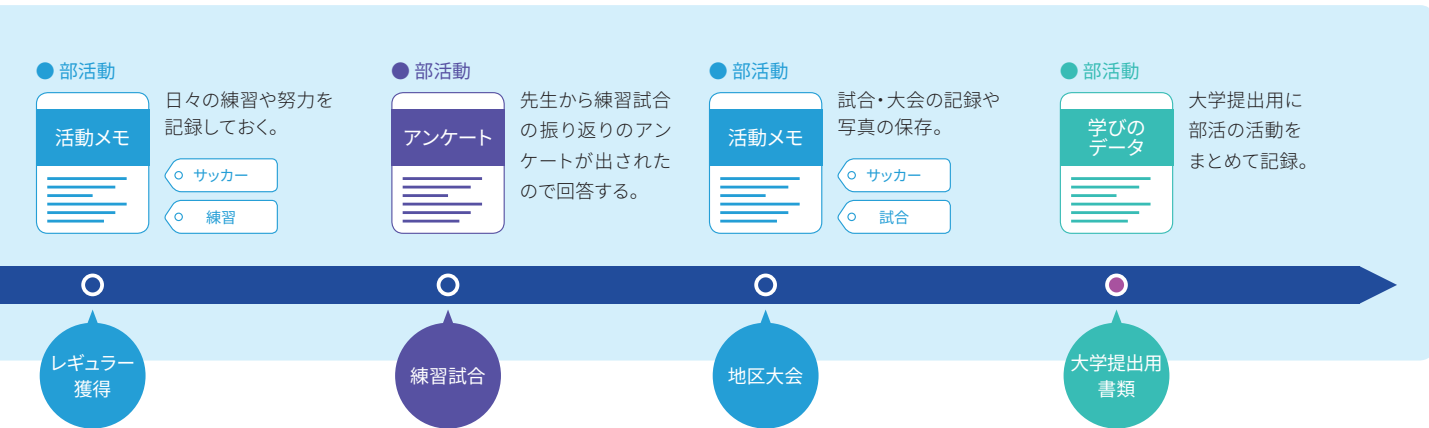 部活動
活動メモ
日々の練習や努力を
記録しておく。
サッカー
練習
部活動
アンケート
先生から練習試合
の振り返りのアン
ケートが出された
ので回答する。
部活動
活動メモ
試合・大会の記録や
写真の保存。
サッカー
試合
部活動
学びの
データ
大学提出用に
部活の活動を
まとめて記録。
レギュラー
獲得
練習試合
地区大会
大学提出用
書類